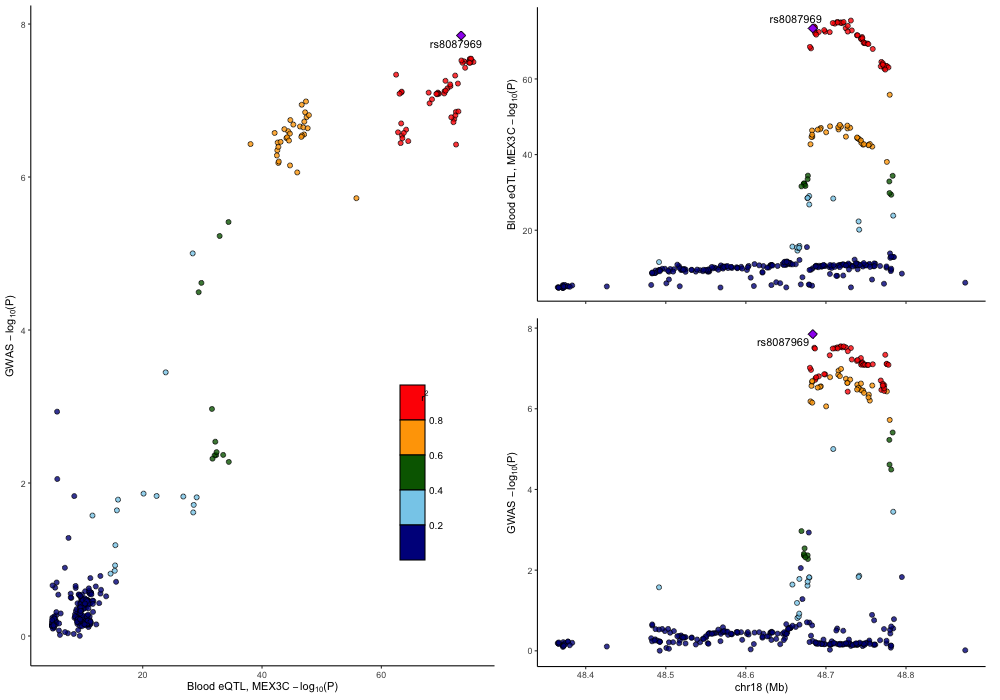 8
6
4
2
0
20
40
60
GWAS − log10(P)
Blood eQTL, MEX3C − log10(P)
rs8087969
r2
0.8
0.6
0.4
0.2
rs8087969
60
40
20
Blood eQTL, MEX3C − log10(P)
rs8087969
8
6
4
2
0
GWAS − log10(P)
48.4
48.5
48.6
48.7
48.8
chr18 (Mb)